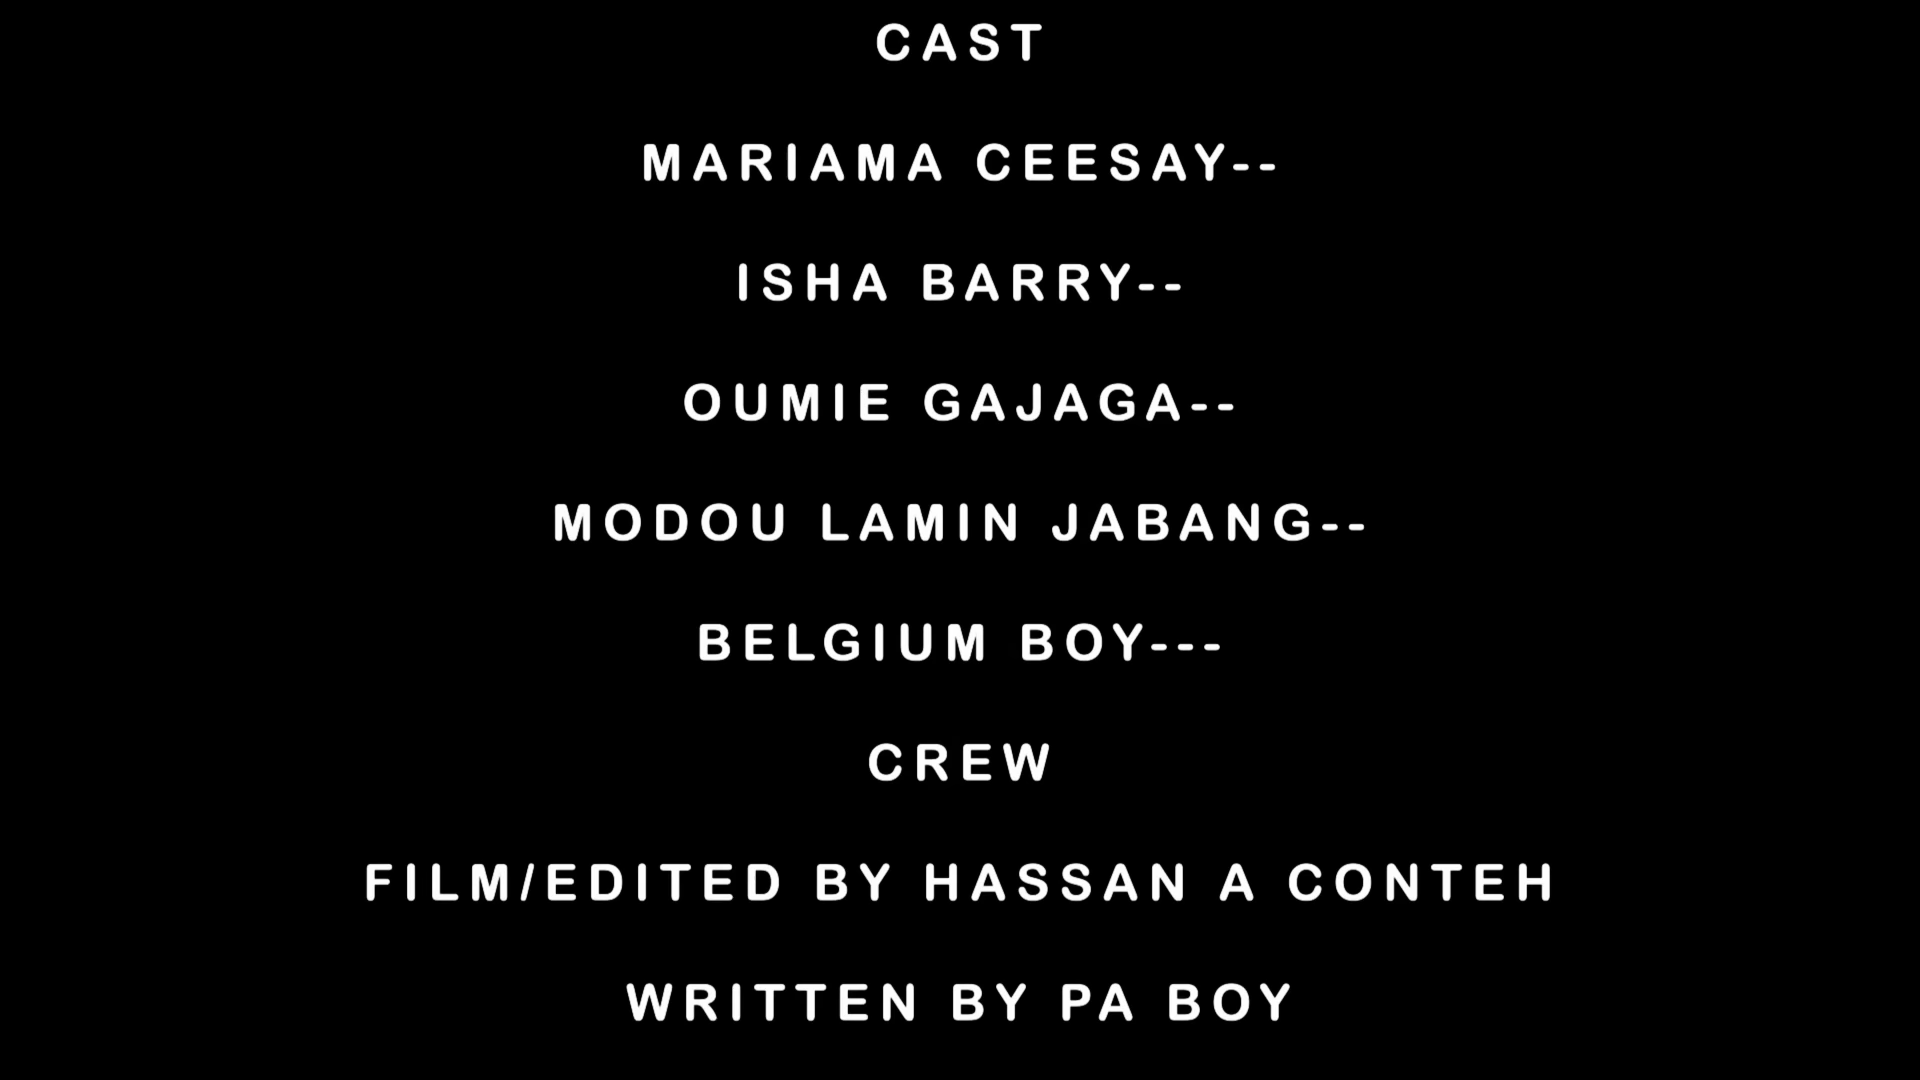 CAST
MARIAMA CEESAY--
ISHA BARRY--
OUMIE GAJAGA--
MODOU LAMIN JABANG--
BELGIUM BOY---
CREW
FILM/EDITED BY HASSAN A CONTEH
WRITTEN BY PA BOY